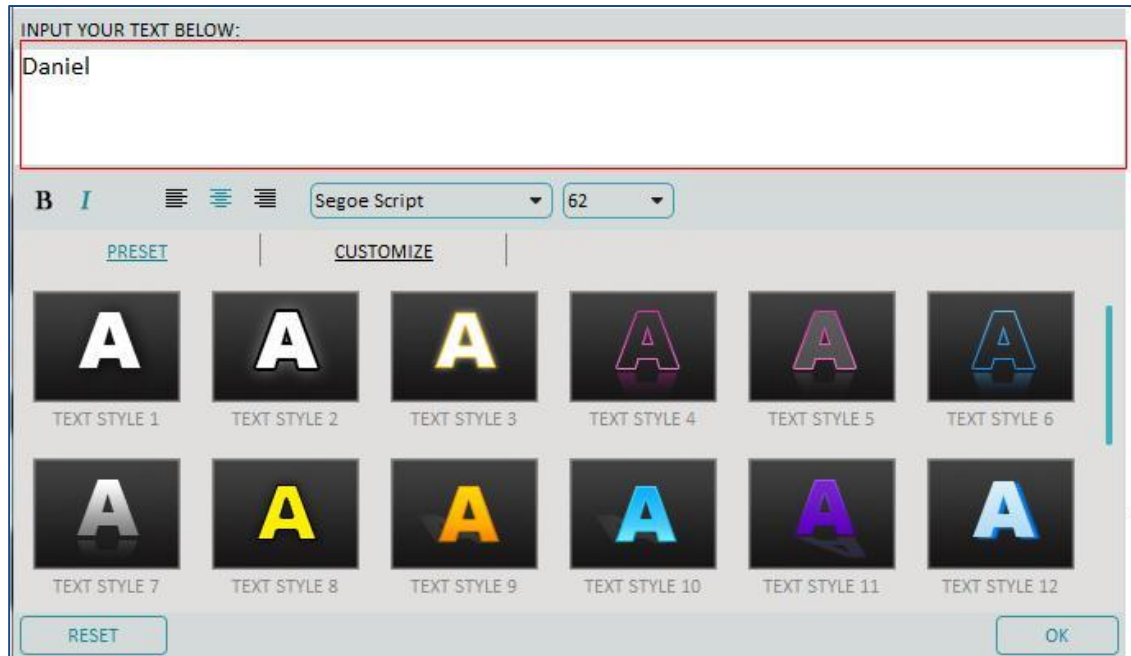 INPUT YOUR TEXT BELOW:
Daniel
B I Segoe Script 62
PRESET CUSTOMIZE
A A A A A A
TEXT STYLE 1 TEXT STYLE 2 TEXT STYLE 3 TEXT STYLE 4 TEXT STYLE 5 TEXT STYLE 6
A A A A A A
TEXT STYLE 7 TEXT STYLE 8 TEXT STYLE 9 TEXT STYLE 10 TEXT STYLE 11 TEXT STYLE 12
RESET OK